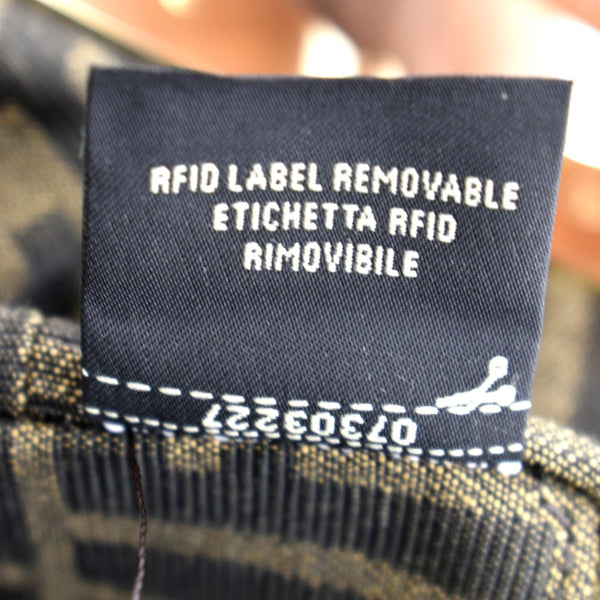 RFID LABEL REMOVABLE
ETICHETTA RFID
RIMOVIBILE
07303227